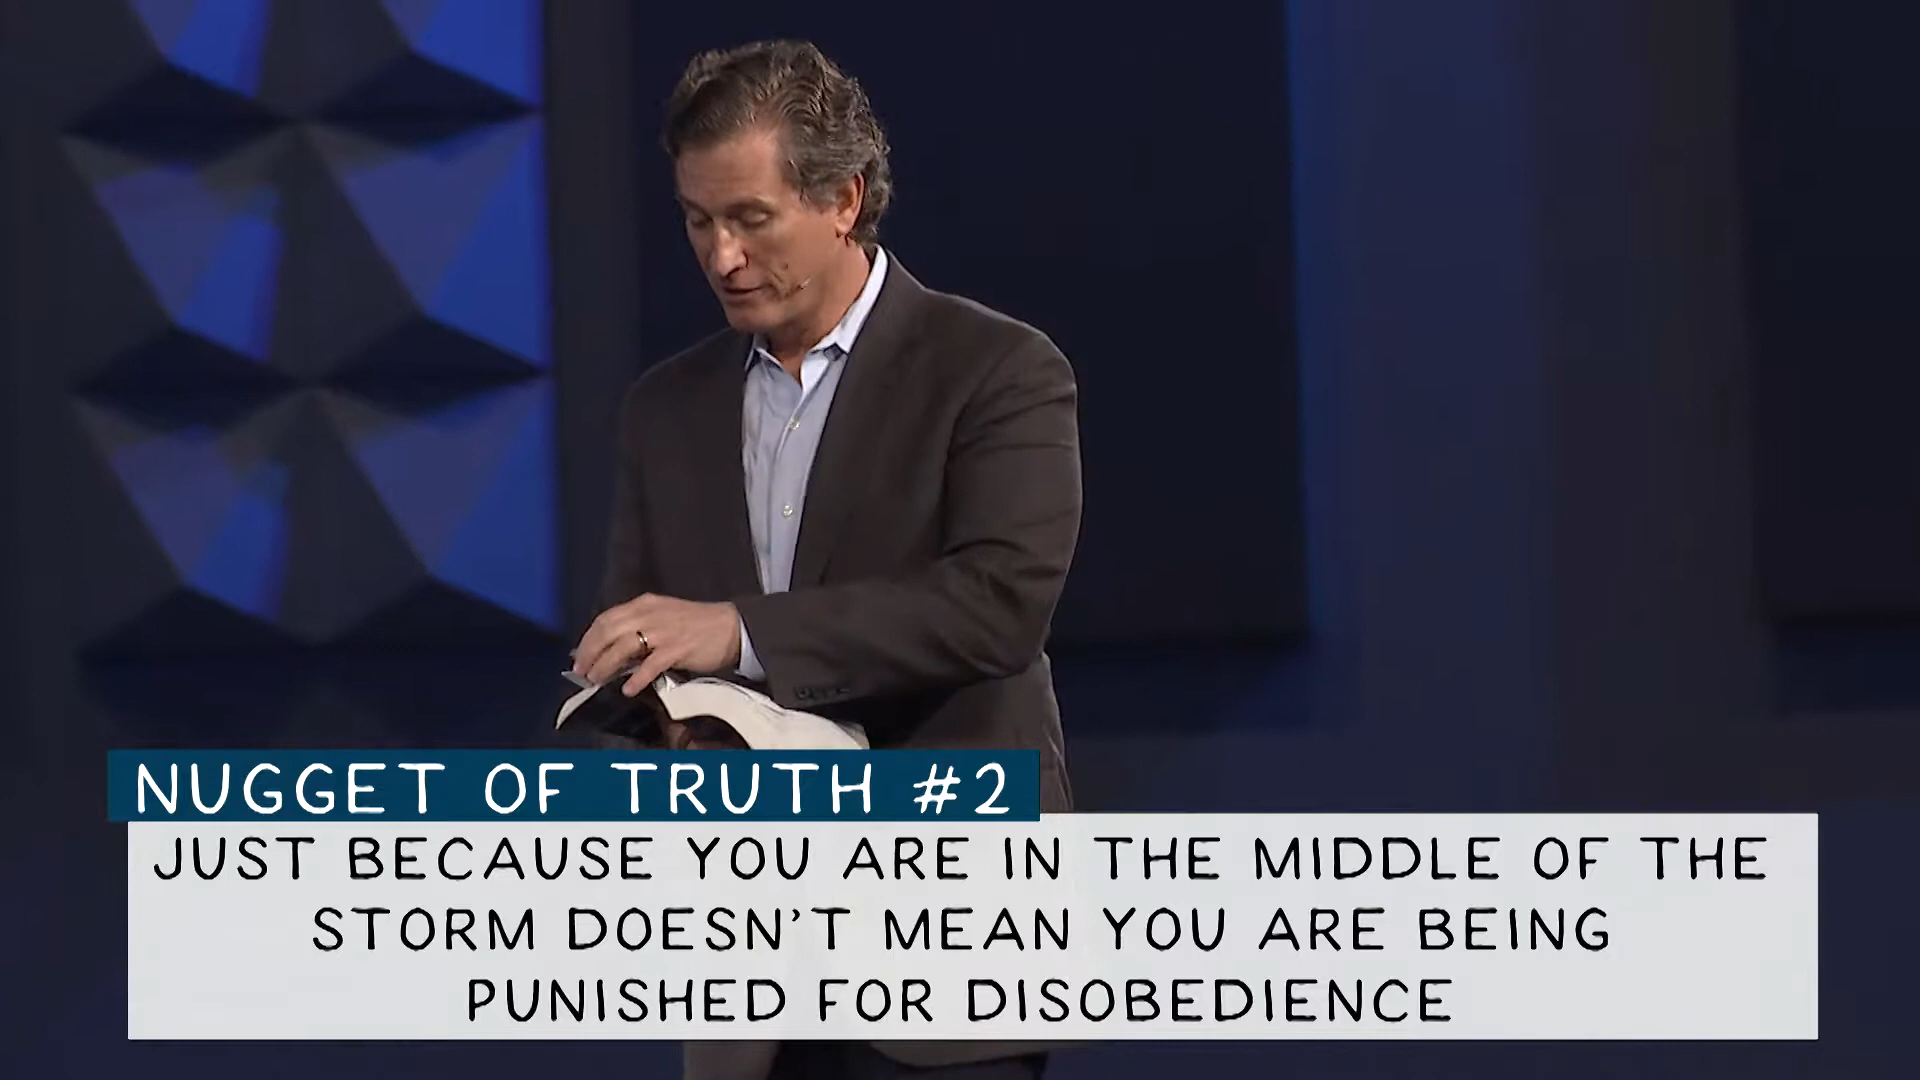 NUGGET OF TRUTH #2
JUST BECAUSE YOU ARE IN THE MIDDLE OF THE
STORM DOESN'T MEAN YOU ARE BEING
PUNISHED FOR DISOBEDIENCE